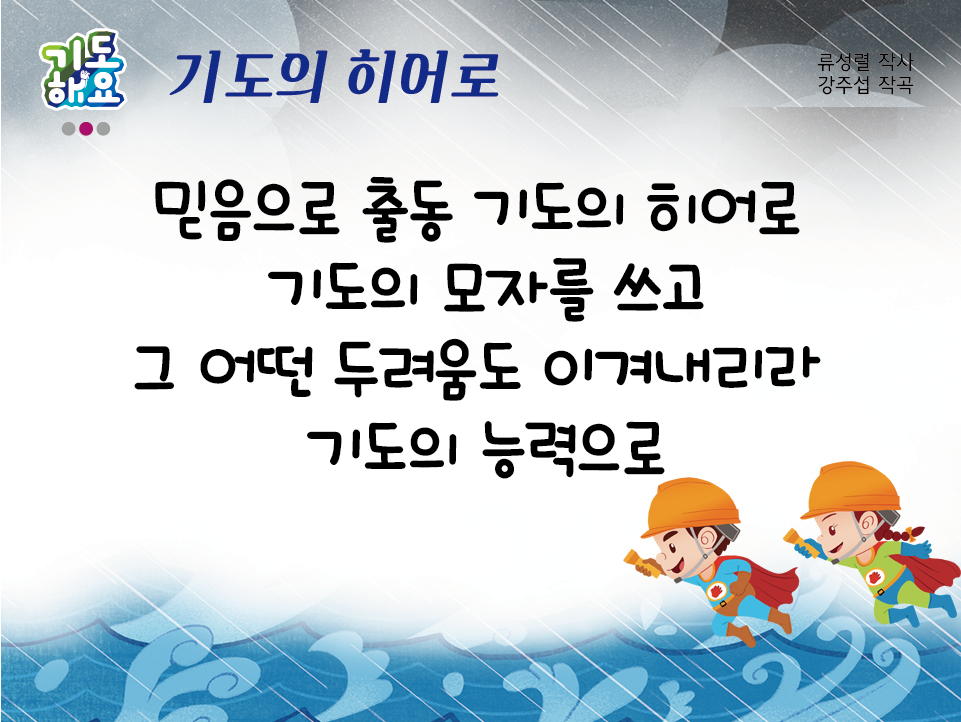 기도
해요
기도의 히어로
류성렬 작사
강주섭 작곡
믿음으로 출동 기도의 히어로
기도의 모자를 쓰고
그 어떤 두려움도 이겨내리라
기도의 능력으로